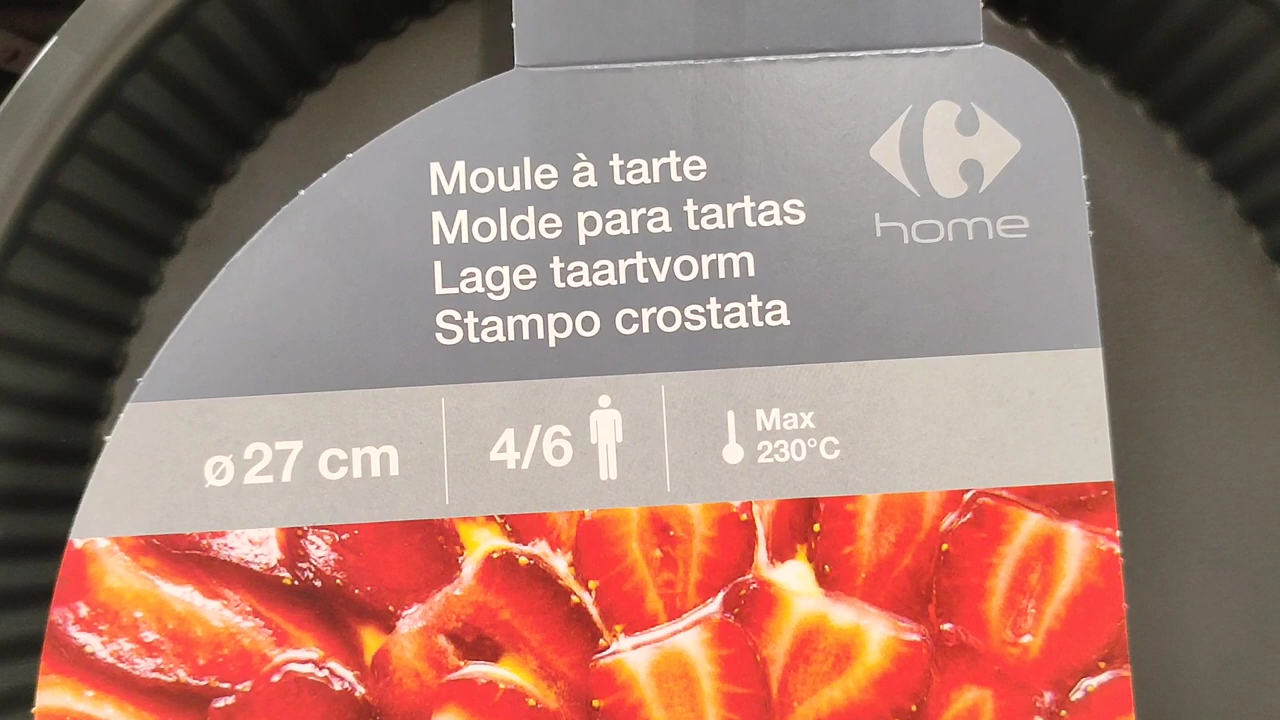 Moule à tarte
Molde para tartas
Lage taartvorm
Stampo crostata
home
ø 27 cm
4/6
Max
230°C